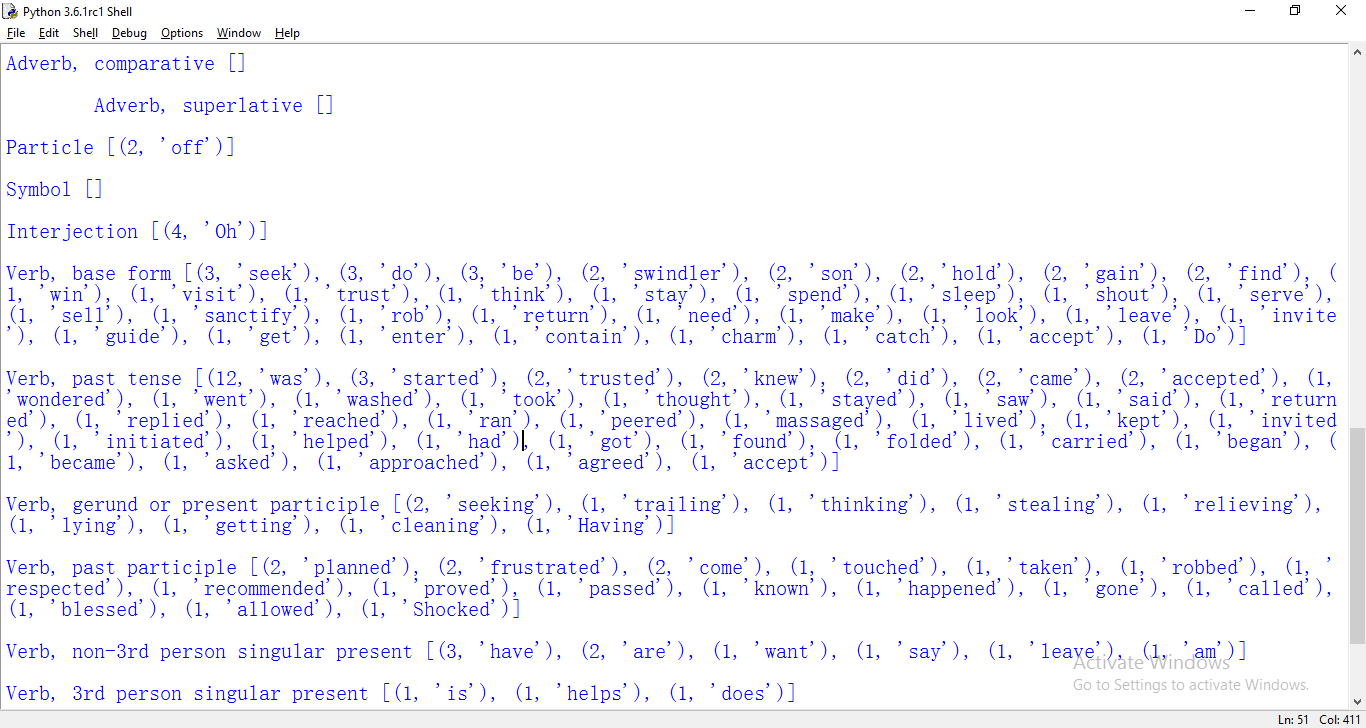 Python 3.6.1rc1 Shell
File Edit Shell Debug Options Window Help
Adverb, comparative []
Adverb, superlative []
Particle [(2, 'off')]
Symbol []
Interjection [(4, 'Oh')]
Verb, base form [(3, 'seek'), (3, 'do'), (3, 'be'), (2, 'swindler'), (2, 'son'), (2, 'hold'), (2, 'gain'), (2, 'find'), (
1, 'win'), (1, 'visit'), (1, 'trust'), (1, 'think'), (1, 'stay'), (1, 'spend'), (1, 'sleep'), (1, 'shout'), (1, 'serve'),
(1, 'sell'), (1, 'sanctify'), (1, 'rob'), (1, 'return'), (1, 'need'), (1, 'make'), (1, 'look'), (1, 'leave'), (1, 'invite
'), (1, 'guide'), (1, 'get'), (1, 'enter'), (1, 'contain'), (1, 'charm'), (1, 'catch'), (1, 'accept'), (1, 'Do')]
Verb, past tense [(12, 'was'), (3, 'started'), (2, 'trusted'), (2, 'knew'), (2, 'did'), (2, 'came'), (2, 'accepted'), (1,
'wondered'), (1, 'went'), (1, 'washed'), (1, 'took'), (1, 'thought'), (1, 'stayed'), (1, 'saw'), (1, 'said'), (1, 'return
ed'), (1, 'replied'), (1, 'reached'), (1, 'ran'), (1, 'peered'), (1, 'massaged'), (1, 'lived'), (1, 'kept'), (1, 'invited
'), (1, 'initiated'), (1, 'helped'), (1, 'had'), (1, 'got'), (1, 'found'), (1, 'folded'), (1, 'carried'), (1, 'began'), (
1, 'became'), (1, 'asked'), (1, 'approached'), (1, 'agreed'), (1, 'accept')]
Verb, gerund or present participle [(2, 'seeking'), (1, 'trailing'), (1, 'thinking'), (1, 'stealing'), (1, 'relieving'),
(1, 'lying'), (1, 'getting'), (1, 'cleaning'), (1, 'Having')]
Verb, past participle [(2, 'planned'), (2, 'frustrated'), (2, 'come'), (1, 'touched'), (1, 'taken'), (1, 'robbed'), (1, '
respected'), (1, 'recommended'), (1, 'proved'), (1, 'passed'), (1, 'known'), (1, 'happened'), (1, 'gone'), (1, 'called'),
(1, 'blessed'), (1, 'allowed'), (1, 'Shocked')]
Verb, non-3rd person singular present [(3, 'have'), (2, 'are'), (1, 'want'), (1, 'say'), (1, 'leave'), (1, 'am')]
Activate Windows
Go to Settings to activate Windows.
Verb, 3rd person singular present [(1, 'is'), (1, 'helps'), (1, 'does')]
Ln: 51 Col: 411